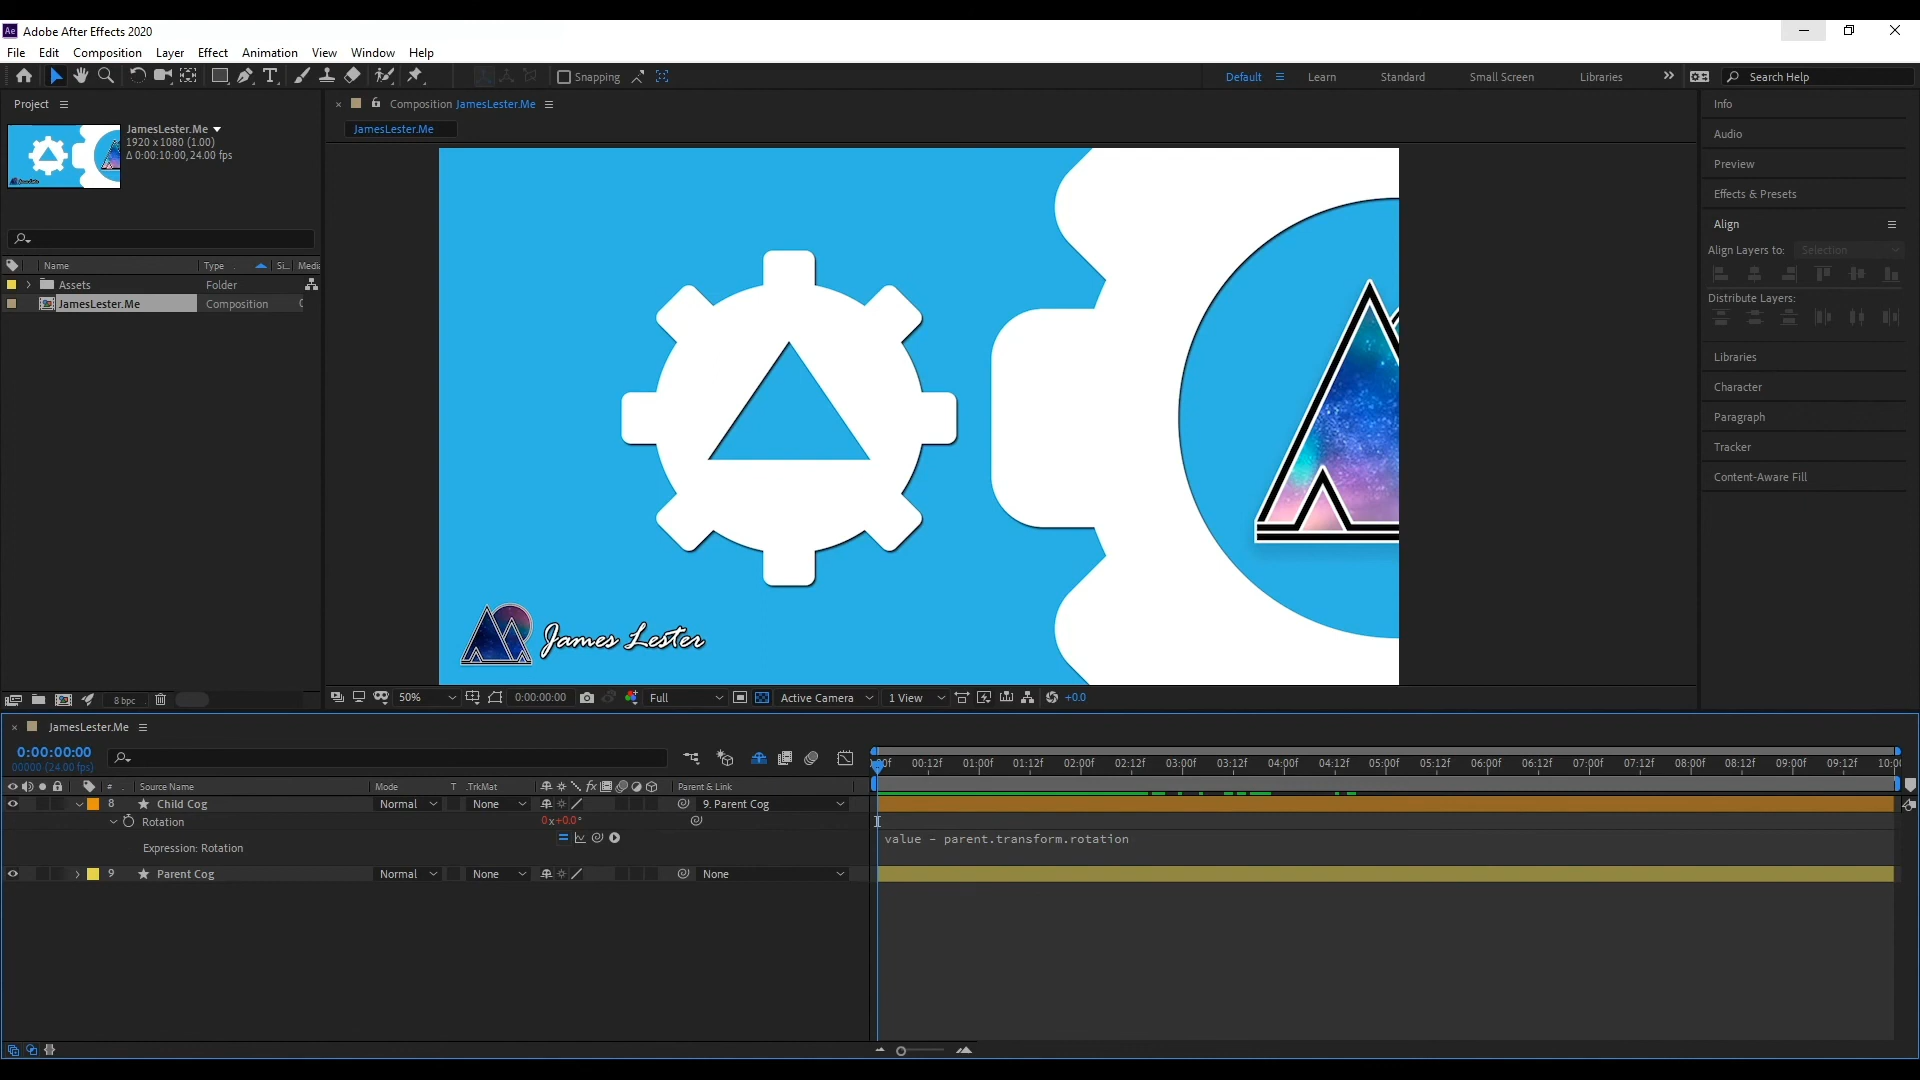 Ae Adobe After Effects 2020
File Edit Composition Layer Effect Animation View Window Help
Snapping Default Learn Standard Small Screen Libraries Search Help
Project
Composition JamesLester.Me
JamesLester.Me
JamesLester.Me
1920 x 1080 (1.00)
Δ 0:00:10:00, 24.00 fps
Name Type Si... Media
Assets Folder
JamesLester.Me Composition
James Lester
Info
Audio
Preview
Effects & Presets
Align
Align Layers to: Selection
Distribute Layers:
Libraries
Character
Paragraph
Tracker
Content-Aware Fill
8 bpc
50% 0:00:00:00 Full Active Camera 1 View +0.0
JamesLester.Me
0:00:00:00
00000 (24.00 fps)
00f 00:12f 01:00f 01:12f 02:00f 02:12f 03:00f 03:12f 04:00f 04:12f 05:00f 05:12f 06:00f 06:12f 07:00f 07:12f 08:00f 08:12f 09:00f 09:12f 10:00
# Source Name Mode T .TrkMat fx Parent & Link
8 Child Cog Normal None 9. Parent Cog
Rotation 0x+0.0°
value - parent.transform.rotation
Expression: Rotation
9 Parent Cog Normal None None